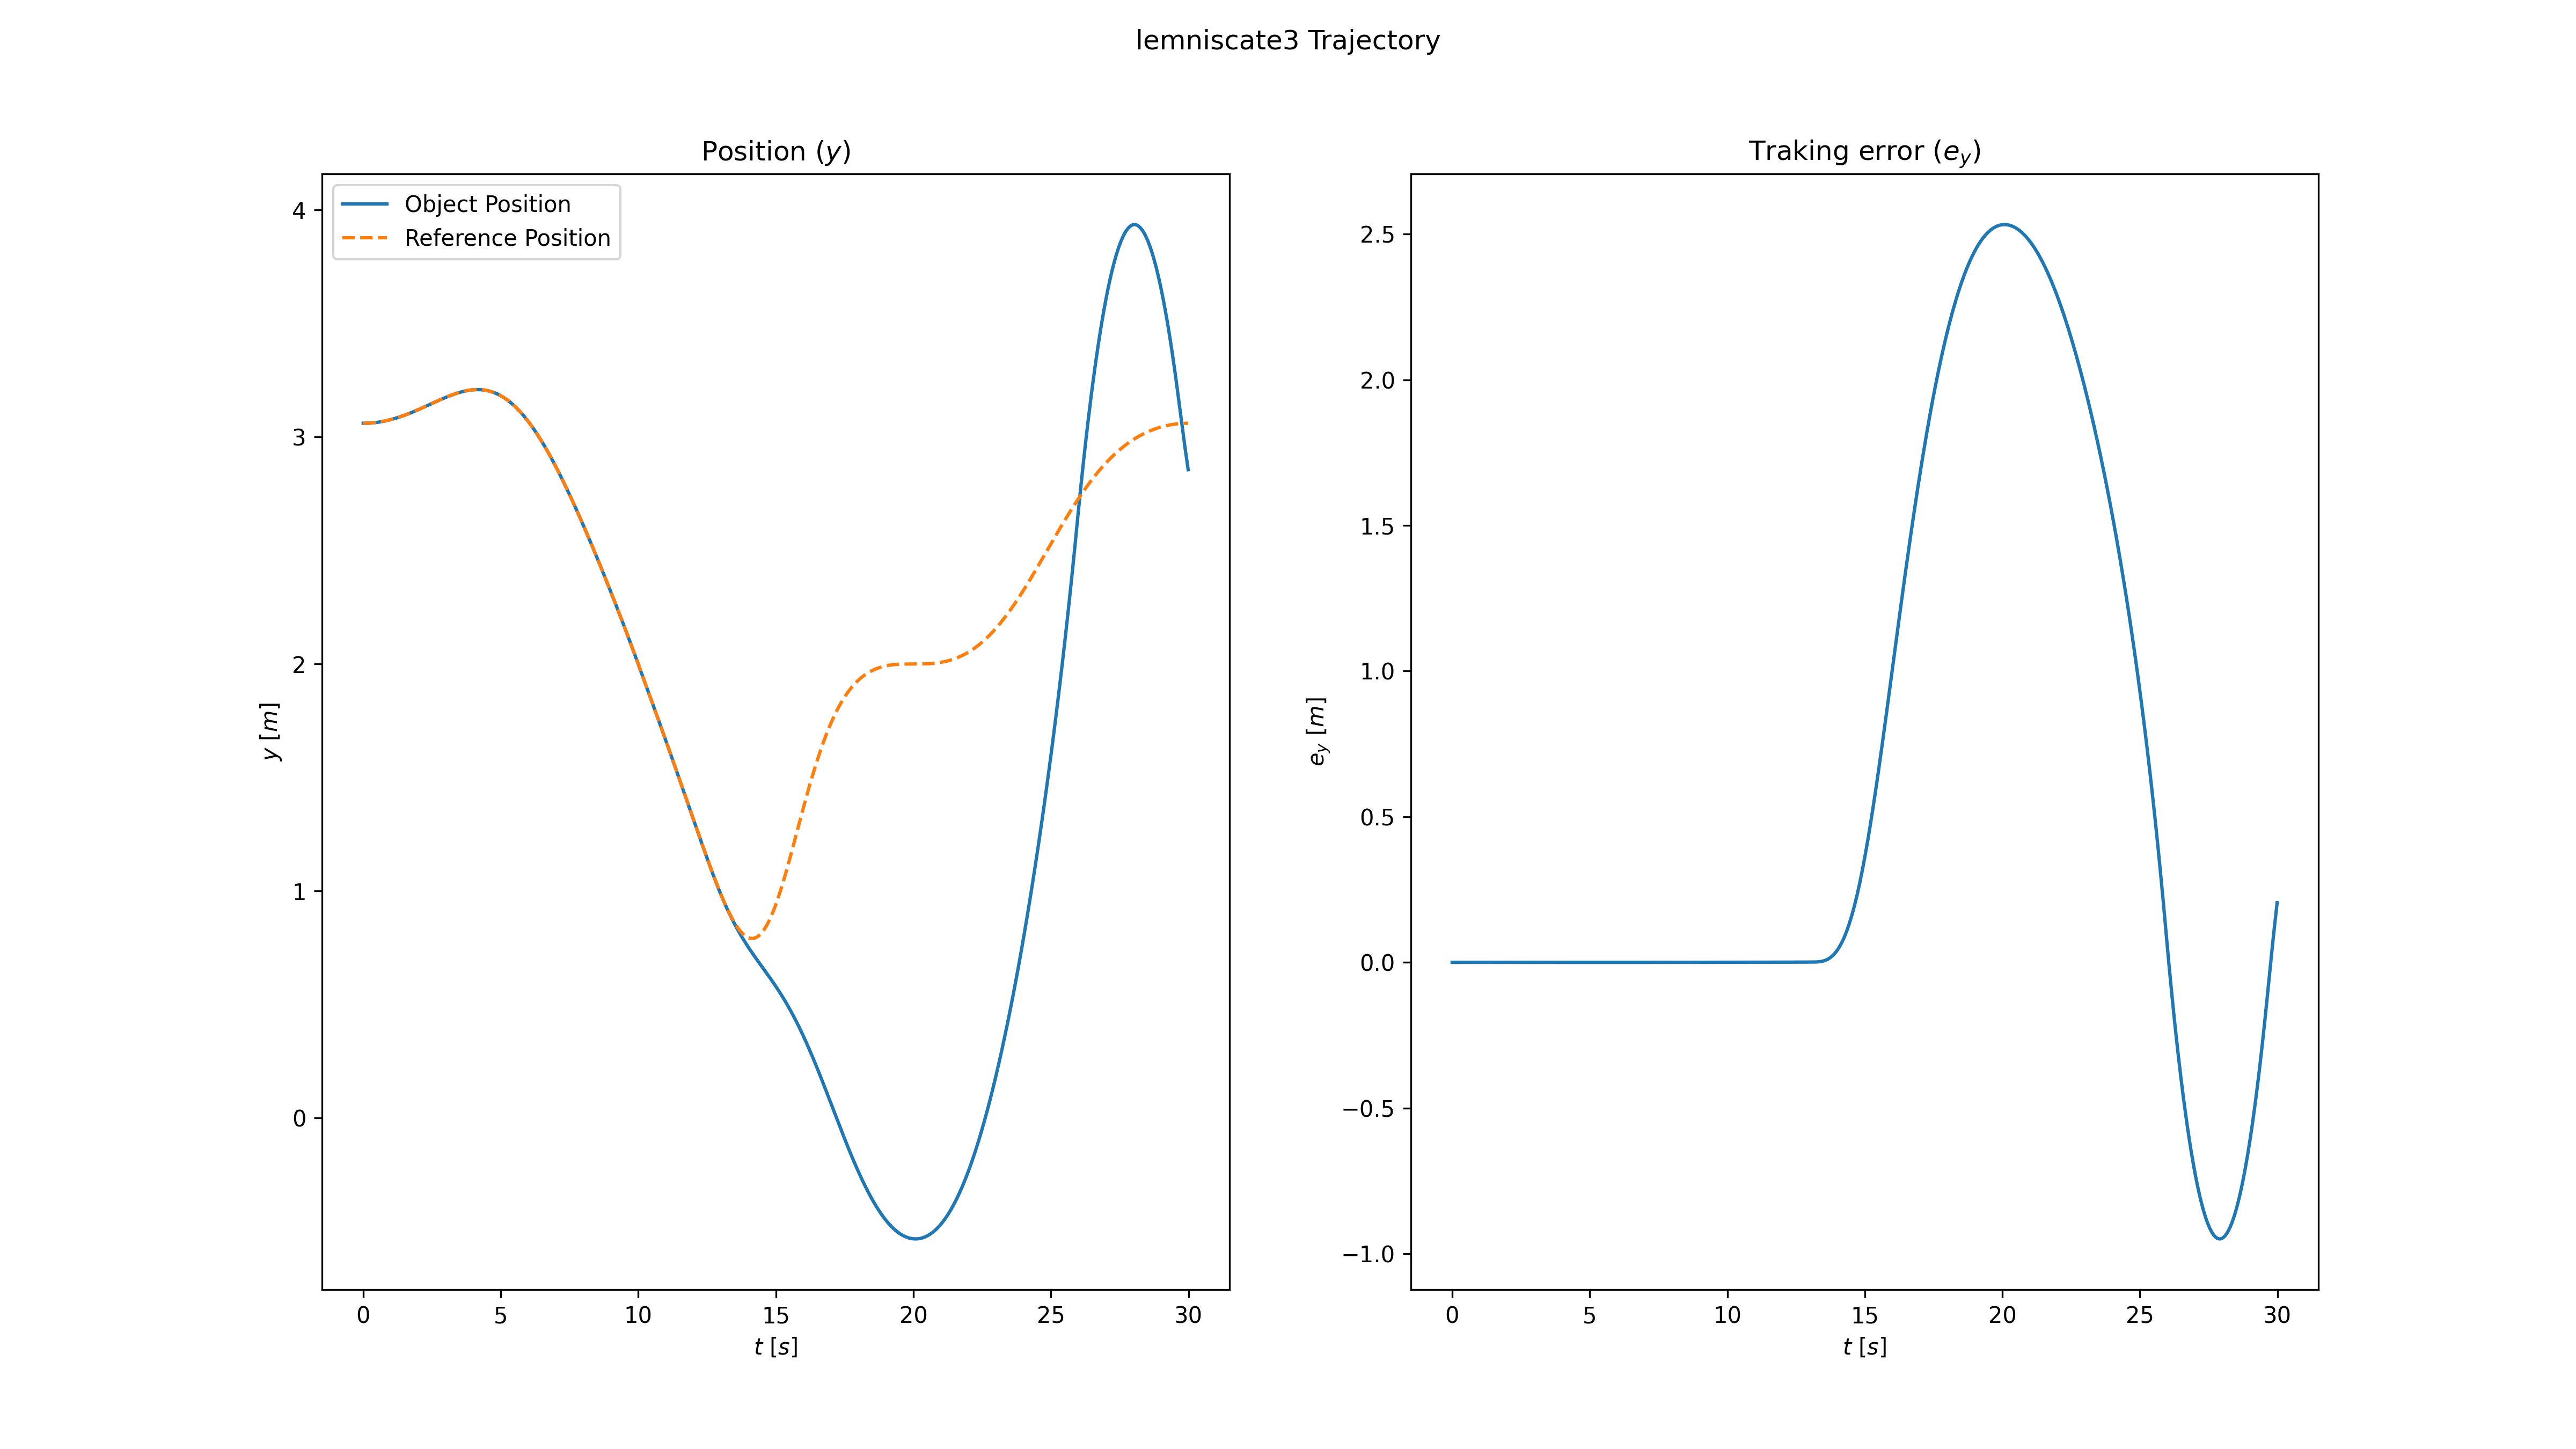 lemniscate3 Trajectory
Position (y)
4
3
2
1
0
y [m]
Object Position
Reference Position
0 5 10 15 20 25 30
t [s]
Traking error (e_y)
2.5
2.0
1.5
1.0
0.5
0.0
−0.5
−1.0
e_y [m]
0 5 10 15 20 25 30
t [s]